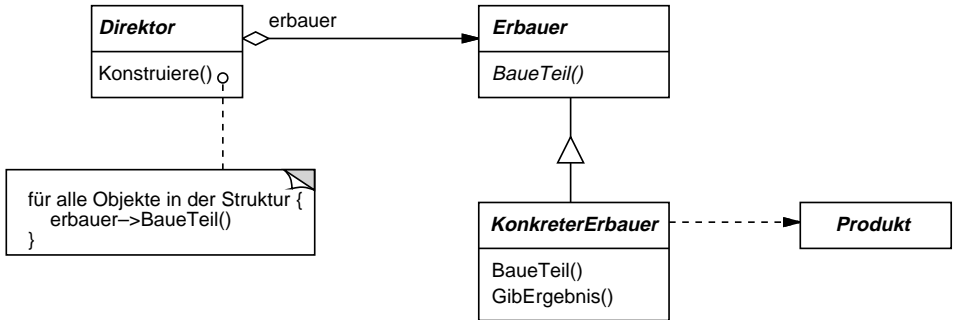 Direktor
Konstruiere()
erbauer
Erbauer
BaueTeil()
für alle Objekte in der Struktur {
erbauer–>BaueTeil()
}
KonkreterErbauer
BaueTeil()
GibErgebnis()
Produkt